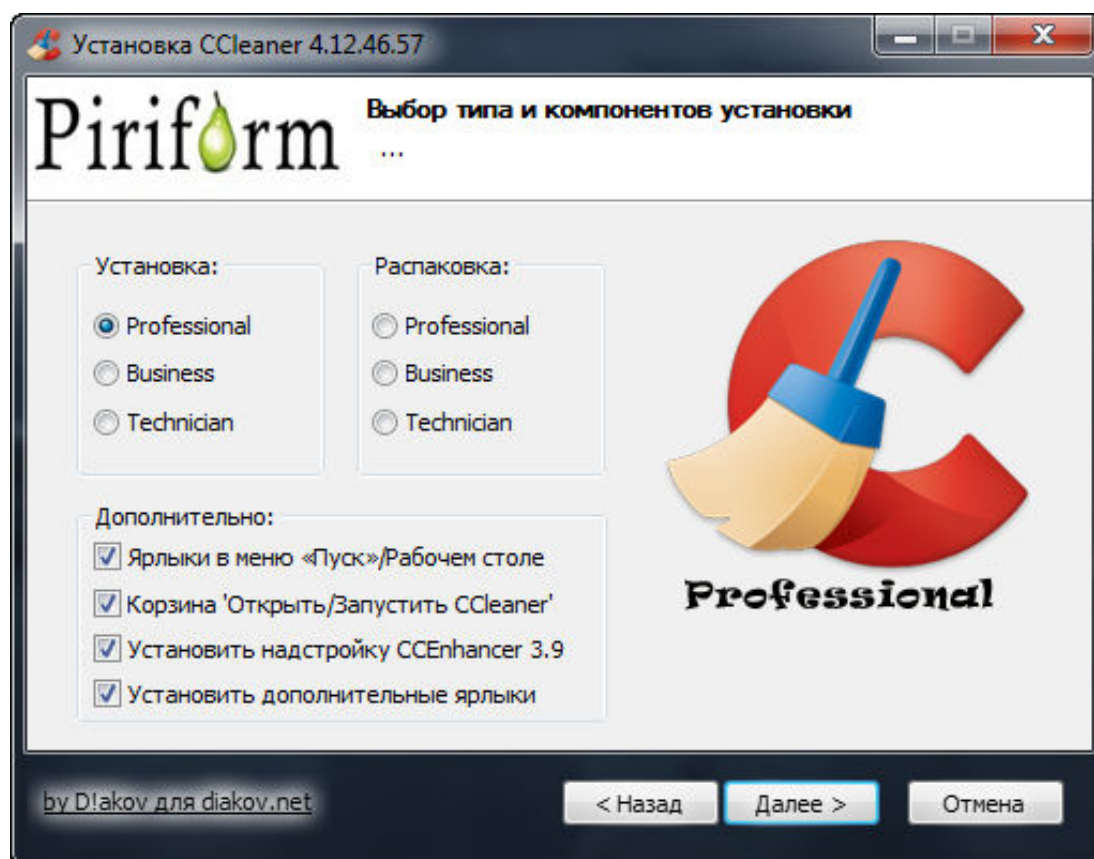 Установка CCleaner 4.12.46.57
Piriform
Выбор типа и компонентов установки
...
Установка:
Professional
Business
Technician
Распаковка:
Professional
Business
Technician
Дополнительно:
Ярлыки в меню «Пуск»/Рабочем столе
Корзина 'Открыть/Запустить CCleaner'
Установить надстройку CCEnhancer 3.9
Установить дополнительные ярлыки
Professional
by D!akov для diakov.net
< Назад
Далее >
Отмена